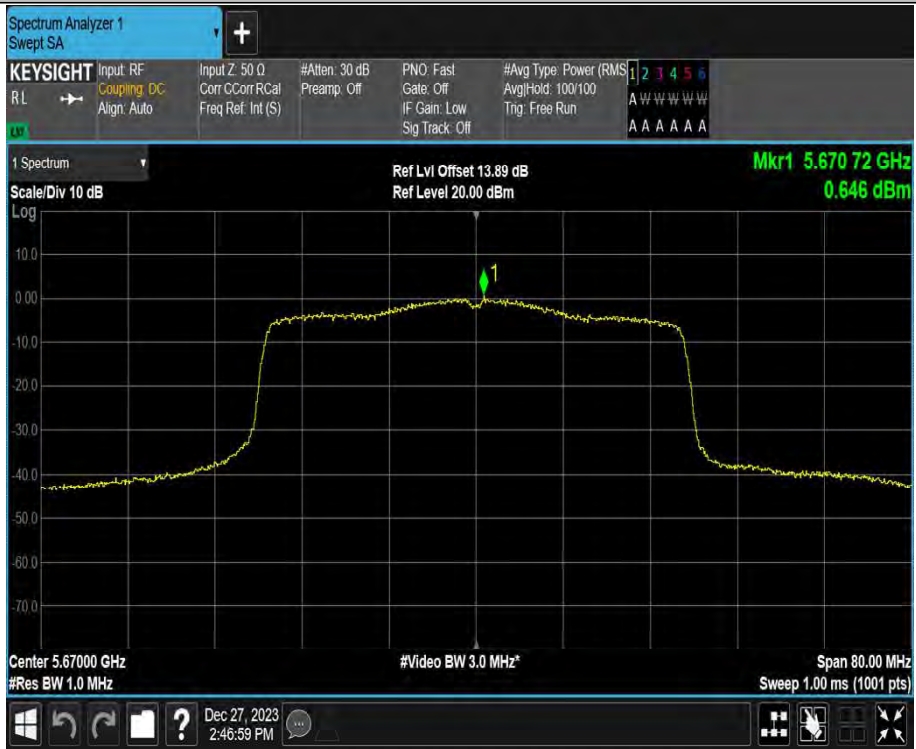 Spectrum Analyzer 1
Swept SA
KEYSIGHT
RL
Input: RF
Coupling: DC
Align: Auto
Input Z: 50 Ω
Corr CCorr RCal
Freq Ref: Int (S)
#Atten: 30 dB
Preamp: Off
PNO: Fast
Gate: Off
IF Gain: Low
Sig Track: Off
#Avg Type: Power (RMS
Avg|Hold: 100/100
Trig: Free Run
1 2 3 4 5 6
A W W W W W
A A A A A A
1 Spectrum
Scale/Div 10 dB
Ref Lvl Offset 13.89 dB
Ref Level 20.00 dBm
Mkr1 5.670 72 GHz
0.646 dBm
Log
10.0
1
0.00
-10.0
-20.0
-30.0
-40.0
-50.0
-60.0
-70.0
Center 5.67000 GHz
#Res BW 1.0 MHz
#Video BW 3.0 MHz*
Span 80.00 MHz
Sweep 1.00 ms (1001 pts)
Dec 27, 2023
2:46:59 PM